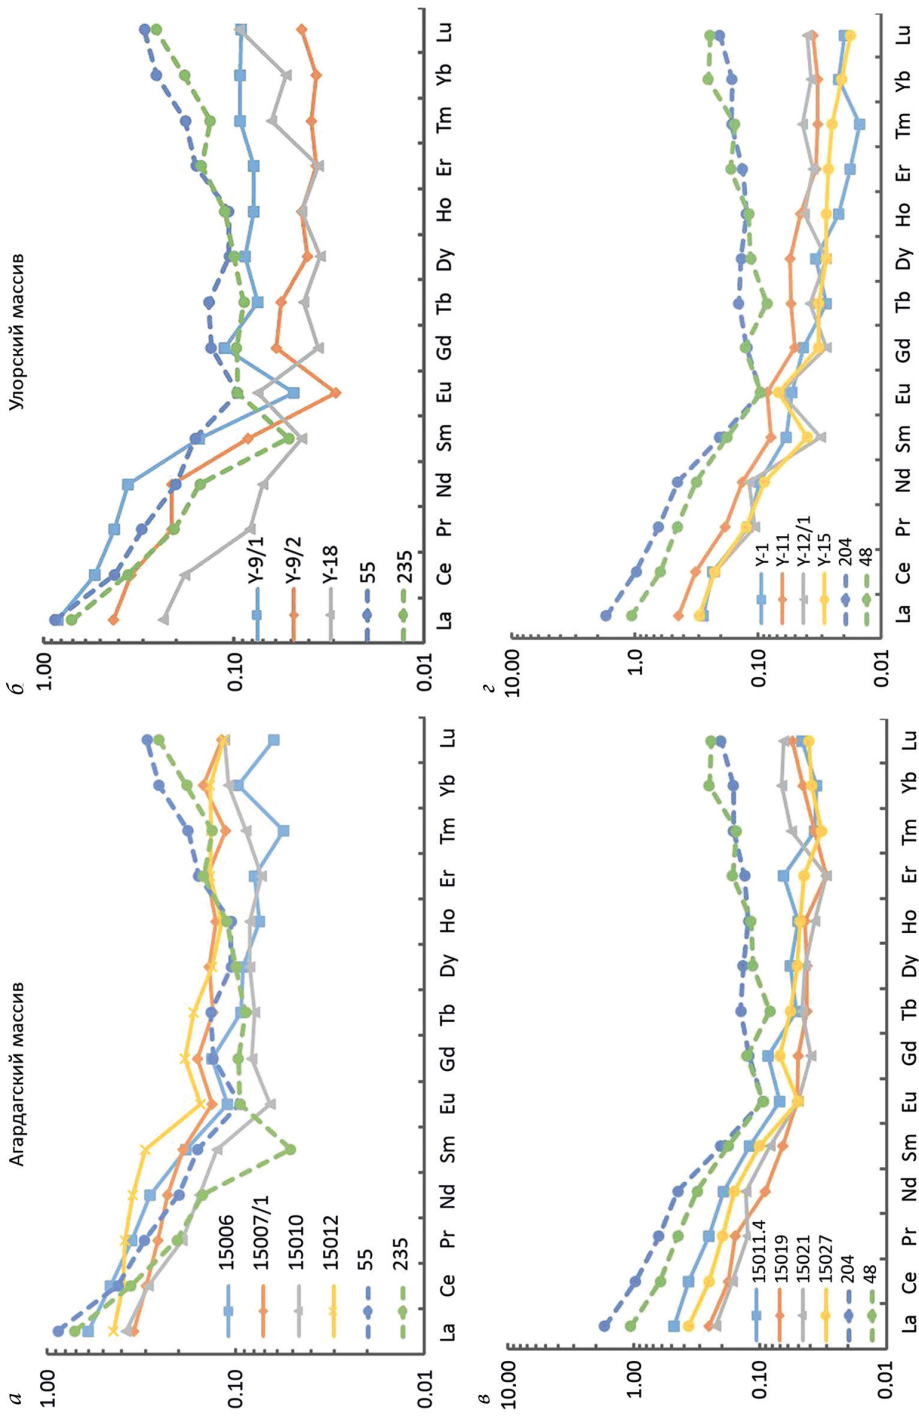 Агардагский массив
Улорский массив
а
1.00
0.10
0.01
15006
15007/1
15010
15012
55
235
La Ce Pr Nd Sm Eu Gd Tb Dy Ho Er Tm Yb Lu
б
1.00
0.10
0.01
Y-9/1
Y-9/2
Y-18
55
235
La Ce Pr Nd Sm Eu Gd Tb Dy Ho Er Tm Yb Lu
в
10.00
1.0
0.10
0.01
15011.4
15019
15021
15027
204
48
La Ce Pr Nd Sm Eu Gd Tb Dy Ho Er Tm Yb Lu
г
10.00
1.0
0.10
0.01
Y-1
Y-11
Y-12/1
Y-15
204
48
La Ce Pr Nd Sm Eu Gd Tb Dy Ho Er Tm Yb Lu